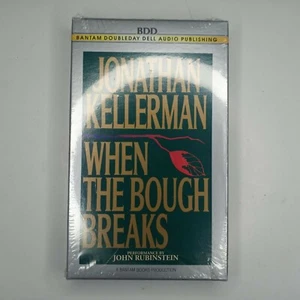 BDD
BANTAM DOUBLEDAY DELL AUDIO PUBLISHING
JONATHAN
KELLERMAN
WHEN
THE BOUGH
BREAKS
PERFORMANCE BY
JOHN RUBINSTEIN
A BANTAM BOOKS PRODUCTION